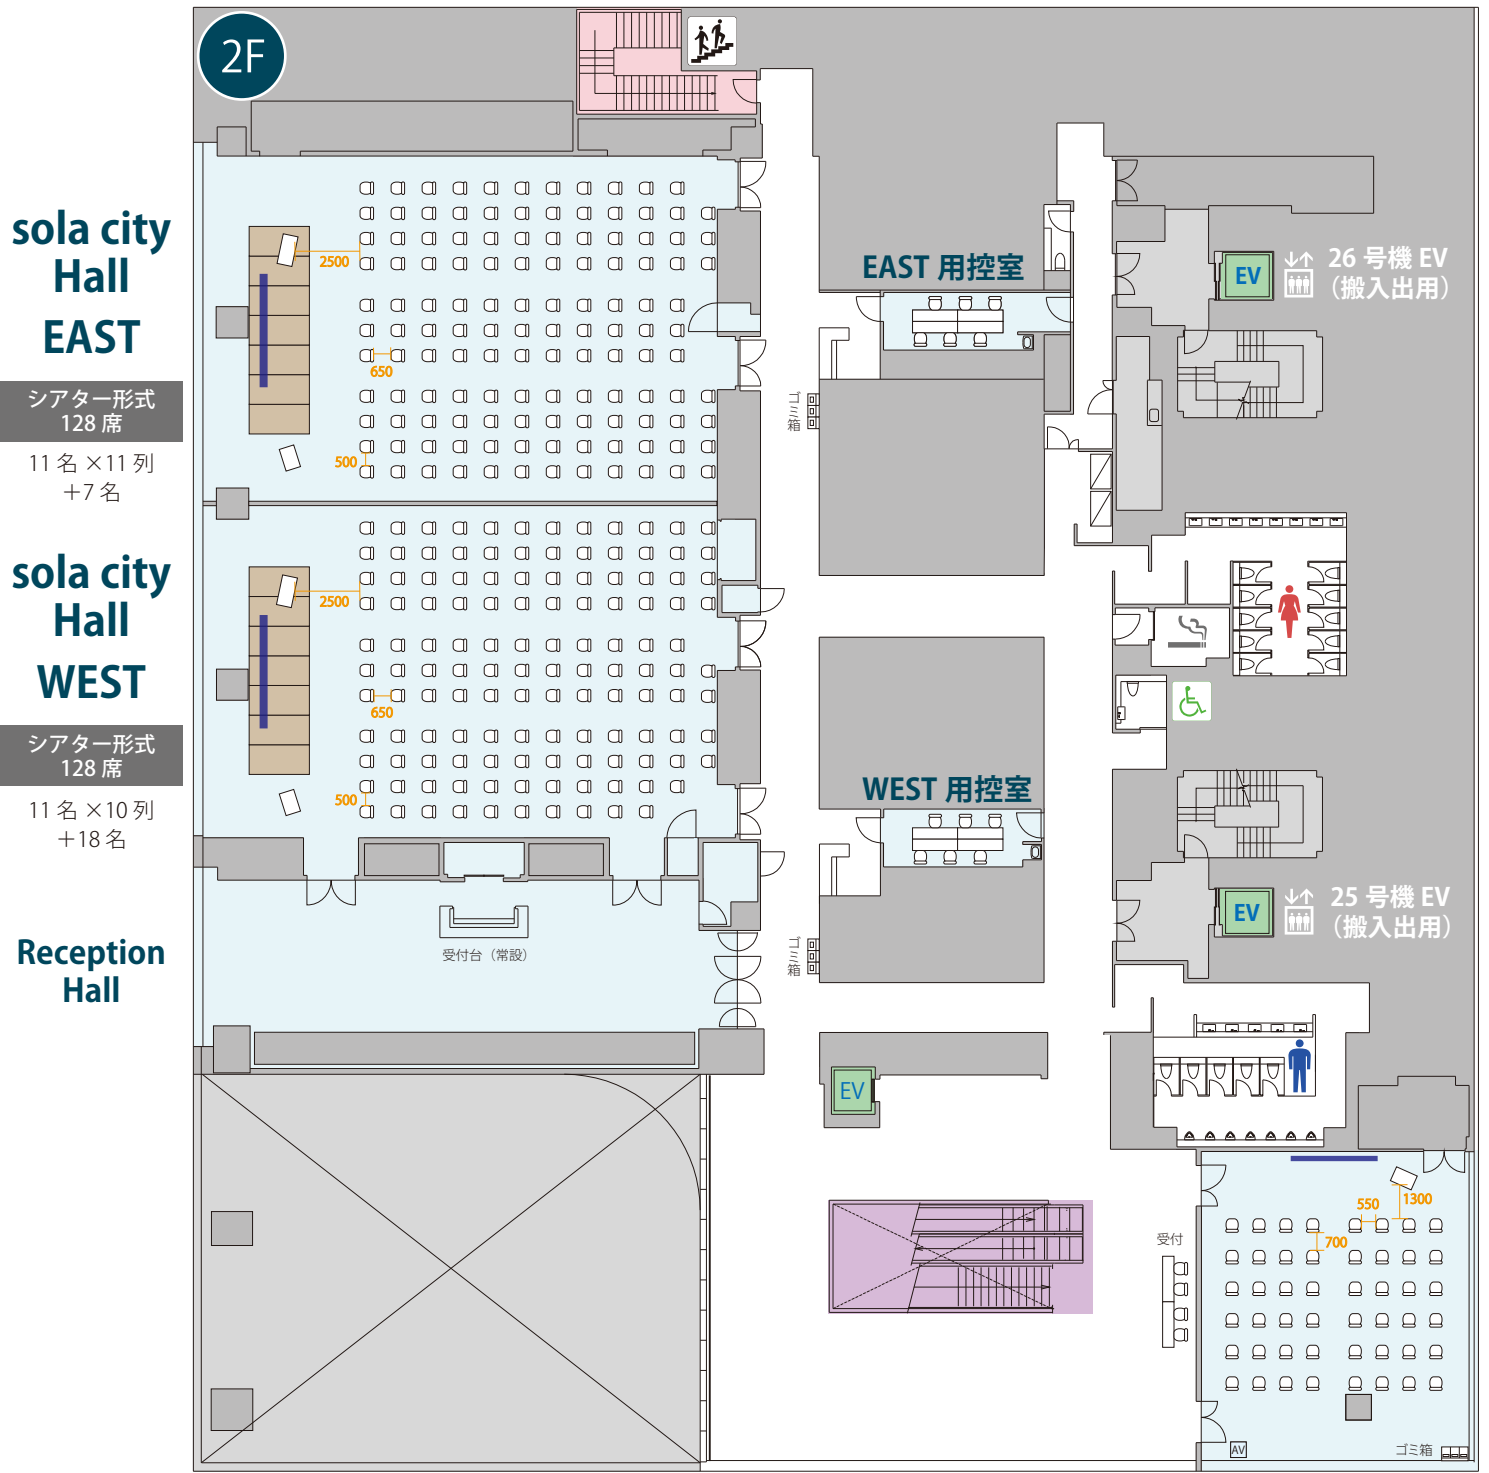 2F
sola city
Hall
EAST
シアター形式
128 席
11 名 ×11 列
＋7 名
2500
650
500
EAST 用控室
ゴミ箱
EV
26 号機 EV
（搬入出用）
sola city
Hall
WEST
シアター形式
128 席
11 名 ×10 列
＋18 名
2500
650
500
WEST 用控室
EV
25 号機 EV
（搬入出用）
Reception
Hall
受付台（常設）
ゴミ箱
EV
受付
550
1300
700
AV
ゴミ箱